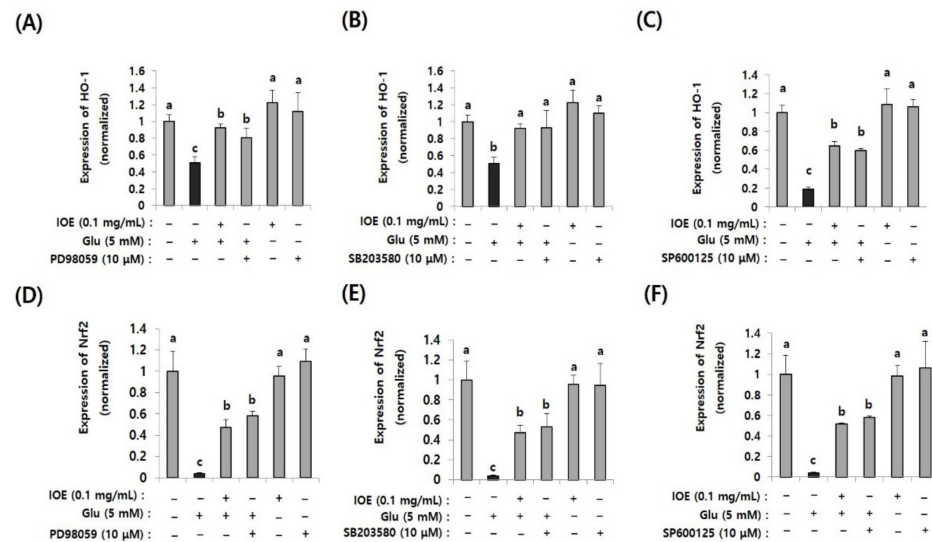 (A)
Expression of HO-1
(normalized)
1.6
1.4
1.2
1
0.8
0.6
0.4
0.2
0
a
c
b
b
a
a
IOE (0.1 mg/mL) : − − + − + −
Glu (5 mM) : − + + + − −
PD98059 (10 μM) : − − − + − +
(B)
Expression of HO-1
(normalized)
1.6
1.4
1.2
1
0.8
0.6
0.4
0.2
0
a
b
a
a
a
a
IOE (0.1 mg/mL) : − − + + − −
Glu (5 mM) : − + + + − −
SB203580 (10 μM) : − − − + − +
(C)
Expression of HO-1
(normalized)
1.6
1.4
1.2
1
0.8
0.6
0.4
0.2
0
a
c
b
b
a
a
IOE (0.1 mg/mL) : − − + − + −
Glu (5 mM) : − + + + − −
SP600125 (10 μM) : − − − + − +
(D)
Expression of Nrf2
(normalized)
1.4
1.2
1
0.8
0.6
0.4
0.2
0
a
c
b
b
a
a
IOE (0.1 mg/mL) : − − + − + −
Glu (5 mM) : − + + + − −
PD98059 (10 μM) : − − − + − +
(E)
Expression of Nrf2
(normalized)
1.4
1.2
1
0.8
0.6
0.4
0.2
0
a
c
b
b
a
a
IOE (0.1 mg/mL) : − − + − + −
Glu (5 mM) : − + + + − −
SB203580 (10 μM) : − − − + − +
(F)
Expression of Nrf2
(normalized)
1.4
1.2
1
0.8
0.6
0.4
0.2
0
a
c
b
b
a
a
IOE (0.1 mg/mL) : − − + − + −
Glu (5 mM) : − + + + − −
SP600125 (10 μM) : − − − + − +